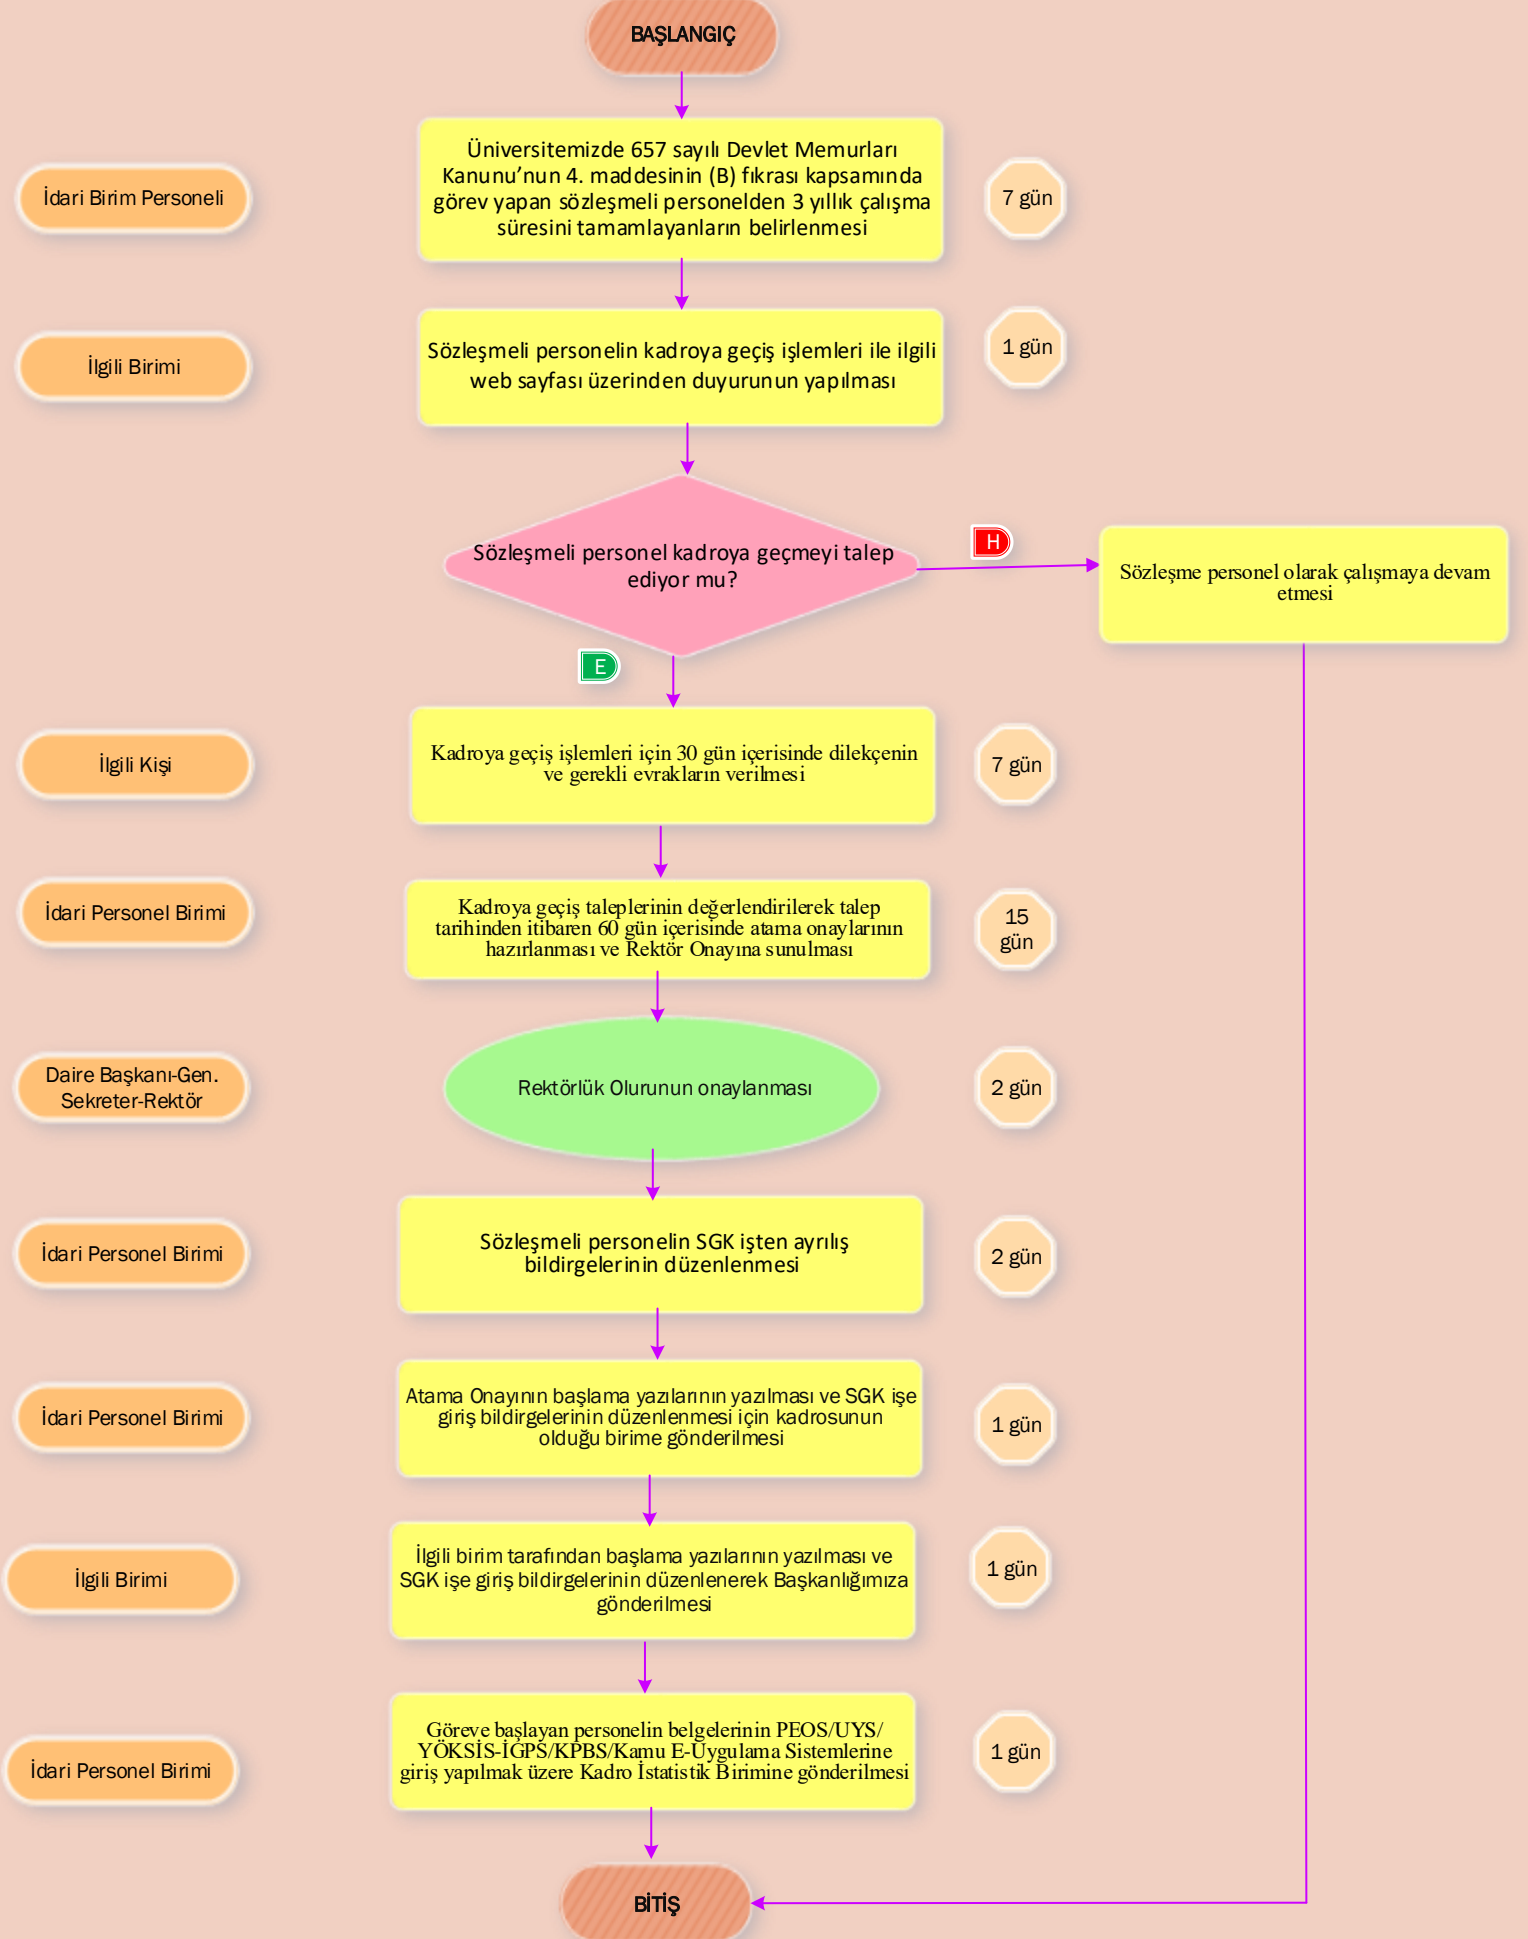 BAŞLANGIÇ
İdari Birim Personeli
Üniversitemizde 657 sayılı Devlet Memurları
Kanunu’nun 4. maddesinin (B) fıkrası kapsamında
görev yapan sözleşmeli personelden 3 yıllık çalışma
süresini tamamlayanların belirlenmesi
7 gün
İlgili Birimi
Sözleşmeli personelin kadroya geçiş işlemleri ile ilgili
web sayfası üzerinden duyurunun yapılması
1 gün
Sözleşmeli personel kadroya geçmeyi talep
ediyor mu?
H
Sözleşme personel olarak çalışmaya devam
etmesi
E
İlgili Kişi
Kadroya geçiş işlemleri için 30 gün içerisinde dilekçenin
ve gerekli evrakların verilmesi
7 gün
İdari Personel Birimi
Kadroya geçiş taleplerinin değerlendirilerek talep
tarihinden itibaren 60 gün içerisinde atama onaylarının
hazırlanması ve Rektör Onayına sunulması
15
gün
Daire Başkanı-Gen.
Sekreter-Rektör
Rektörlük Olurunun onaylanması
2 gün
İdari Personel Birimi
Sözleşmeli personelin SGK işten ayrılış
bildirgelerinin düzenlenmesi
2 gün
İdari Personel Birimi
Atama Onayının başlama yazılarının yazılması ve SGK işe
giriş bildirgelerinin düzenlenmesi için kadrosunun
olduğu birime gönderilmesi
1 gün
İlgili Birimi
İlgili birim tarafından başlama yazılarının yazılması ve
SGK işe giriş bildirgelerinin düzenlenerek Başkanlığımıza
gönderilmesi
1 gün
İdari Personel Birimi
Göreve başlayan personelin belgelerinin PEOS/UYS/
YÖKSİS-İGPS/KPBS/Kamu E-Uygulama Sistemlerine
giriş yapılmak üzere Kadro İstatistik Birimine gönderilmesi
1 gün
BİTİŞ